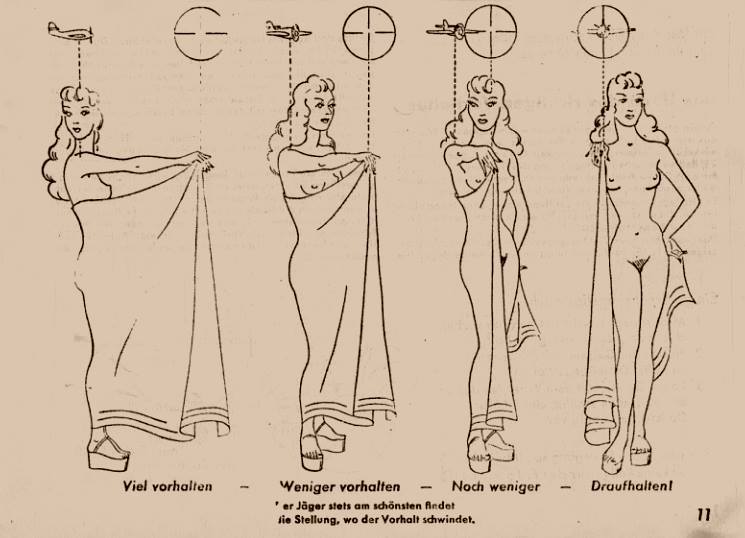 Viel vorhalten – Weniger vorhalten – Noch weniger – Draufhalten!
er Jäger stets am schönsten findet
die Stellung, wo der Vorhalt schwindet.
11